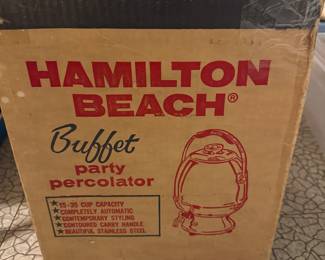 HAMILTON
BEACH®
Buffet
party
percolator
★15-35 CUP CAPACITY
★COMPLETELY AUTOMATIC
★CONTEMPORARY STYLING
★CONTOURED CARRY HANDLE
★BEAUTIFUL STAINLESS STEEL